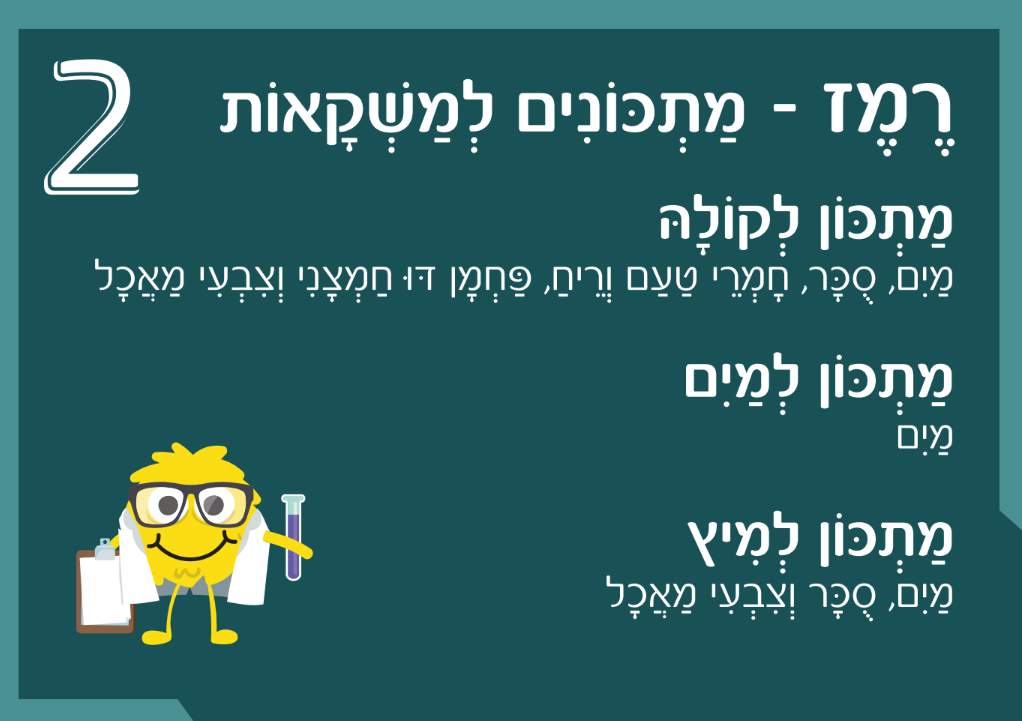 רֶמֶז - מַתְכּוֹנִים לְמַשְׁקָאוֹת
2
מַתְכּוֹן לְקוֹלָהּ
מַיִם, סֻכָּר, חָמְרֵי טַעַם וְרֵיחַ, פַּחְמָן דּוּ חַמְצָנִי וְצִבְעִי מַאֲכָל
מַתְכּוֹן לְמַיִם
מַיִם
מַתְכּוֹן לְמִיץ
מַיִם, סֻכָּר וְצִבְעִי מַאֲכָל